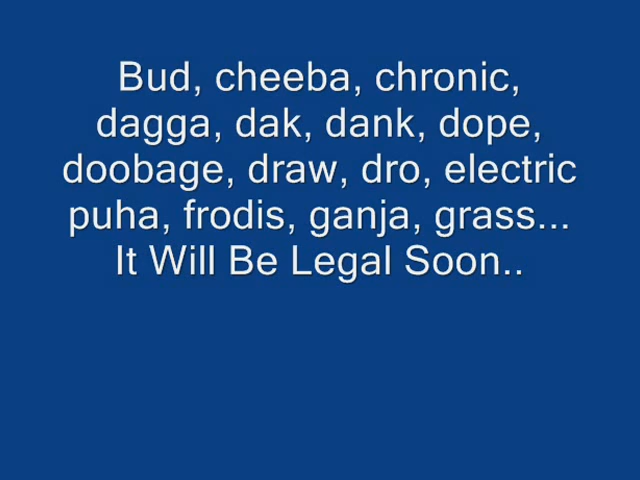 Bud, cheeba, chronic,
dagga, dak, dank, dope,
doobage, draw, dro, electric
puha, frodis, ganja, grass...
It Will Be Legal Soon..